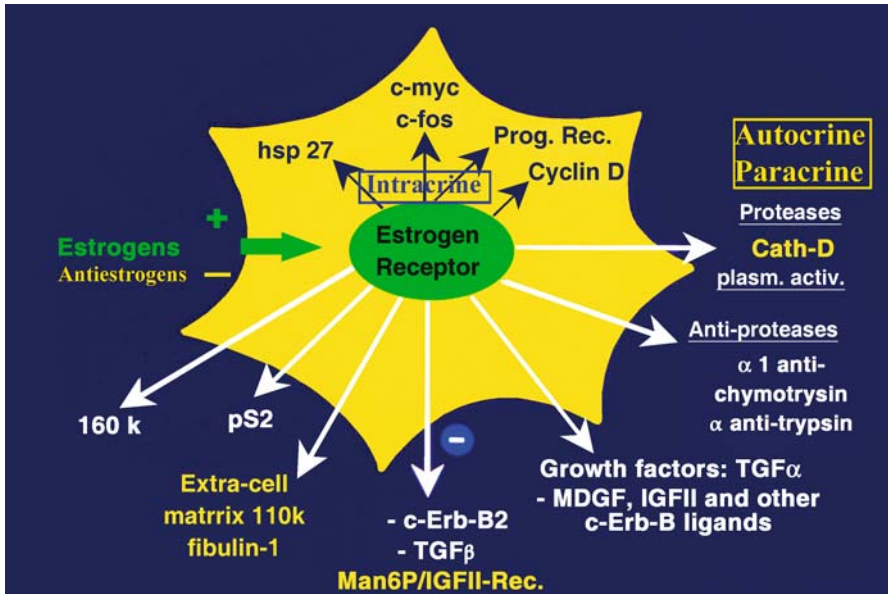 c-myc
c-fos
hsp 27
Prog. Rec.
Cyclin D
Intracrine
Estrogen
Receptor
+
Estrogens
Antiestrogens −
Autocrine
Paracrine
Proteases
Cath-D
plasm. activ.
Anti-proteases
α 1 anti-
chymotrysin
α anti-trypsin
160 k
pS2
Extra-cell
matrrix 110k
fibulin-1
-
- c-Erb-B2
- TGFβ
Man6P/IGFII-Rec.
Growth factors: TGFα
- MDGF, IGFII and other
c-Erb-B ligands